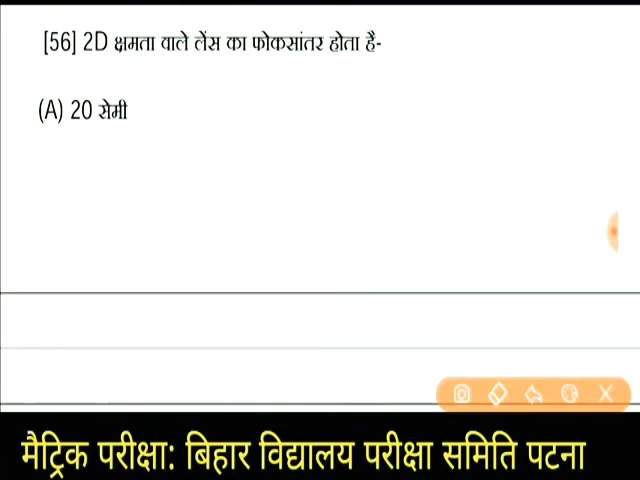 [56] 2D क्षमता वाले लेंस का फोकसांतर होता है-
(A) 20 सेमी
मैट्रिक परीक्षा: बिहार विद्यालय परीक्षा समिति पटना